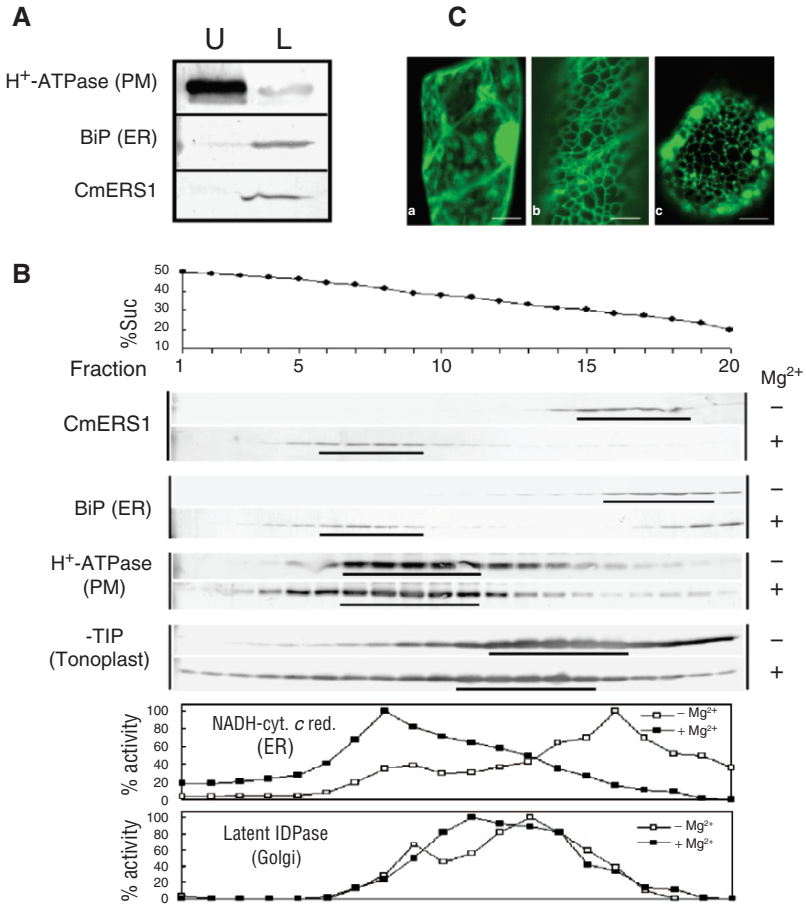 A
U L
H⁺-ATPase (PM)
BiP (ER)
CmERS1
C
a
b
c
B
%Suc
50
40
30
20
10
1 5 10 15 20
Fraction
Mg²⁺
CmERS1
−
+
BiP (ER)
−
+
H⁺-ATPase
(PM)
−
+
-TIP
(Tonoplast)
−
+
% activity
100
80
60
40
20
0
NADH-cyt. c red.
(ER)
− Mg²⁺
+ Mg²⁺
% activity
100
80
60
40
20
0
Latent IDPase
(Golgi)
− Mg²⁺
+ Mg²⁺